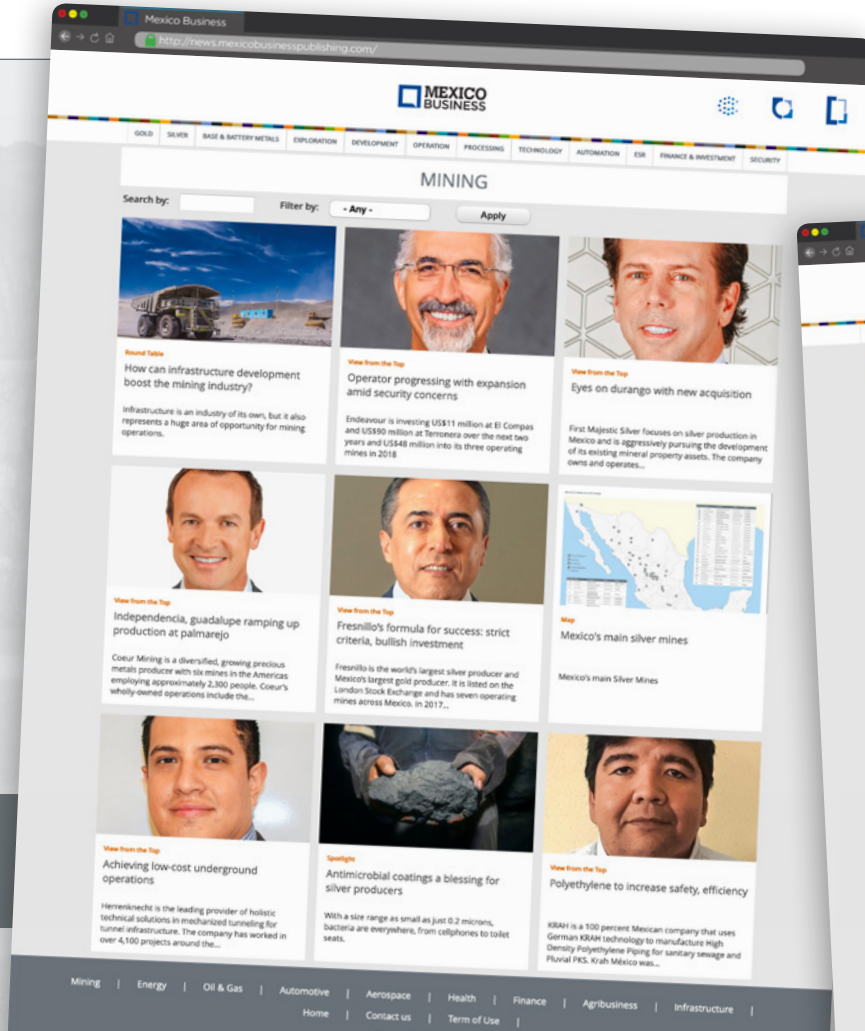 Mexico Business
http://news.mexicobusinesspublishing.com/
MEXICO
BUSINESS
GOLD
SILVER
BASE & BATTERY METALS
EXPLORATION
DEVELOPMENT
OPERATION
PROCESSING
TECHNOLOGY
AUTOMATION
ESR
FINANCE & INVESTMENT
SECURITY
MINING
Search by:
Filter by:
- Any -
Apply
Round Table
How can infrastructure development
boost the mining industry?
Infrastructure is an industry of its own, but it also
represents a huge area of opportunity for mining
operations.
View from the Top
Operator progressing with expansion
amid security concerns
Endeavour is investing US$11 million at El Compas
and US$90 million at Terronera over the next two
years and US$48 million into its three operating
mines in 2018
View from the Top
Eyes on durango with new acquisition
First Majestic Silver focuses on silver production in
Mexico and is aggressively pursuing the development
of its existing mineral property assets. The company
owns and operates...
View from the Top
Independencia, guadalupe ramping up
production at palmarejo
Coeur Mining is a diversified, growing precious
metals producer with six mines in the Americas
employing approximately 2,300 people. Coeur's
wholly-owned operations include the...
View from the Top
Fresnillo's formula for success: strict
criteria, bullish investment
Fresnillo is the world's largest silver producer and
Mexico's largest gold producer. It is listed on the
London Stock Exchange and has seven operating
mines across Mexico. In 2017...
Map
Mexico's main silver mines
Mexico's main Silver Mines
View from the Top
Achieving low-cost underground
operations
Herrenknecht is the leading provider of holistic
technical solutions in mechanized tunneling for
tunnel infrastructure. The company has worked in
over 4,100 projects around the...
Spotlight
Antimicrobial coatings a blessing for
silver producers
With a size range as small as just 0.2 microns,
bacteria are everywhere, from cellphones to toilet
seats.
View from the Top
Polyethylene to increase safety, efficiency
KRAH is a 100 percent Mexican company that uses
German KRAH technology to manufacture High
Density Polyethylene Piping for sanitary sewage and
Pluvial PKS. Krah México was...
Mining | Energy | Oil & Gas | Automotive | Aerospace | Health | Finance | Agribusiness | Infrastructure |
Home | Contact us | Term of Use |